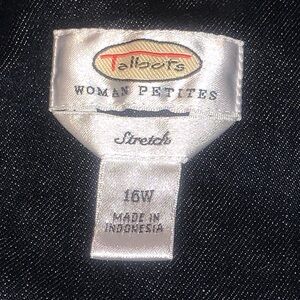 Talbots
WOMAN PETITES
Stretch
16W
MADE IN
INDONESIA